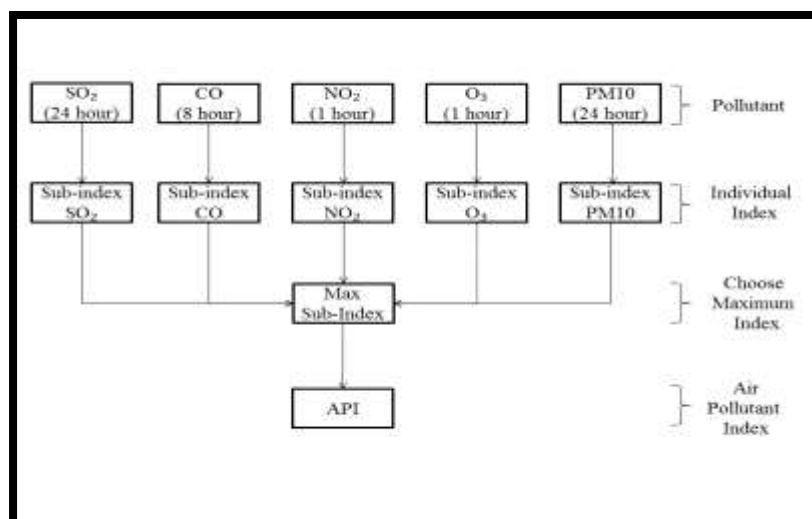 SO₂
(24 hour)
CO
(8 hour)
NO₂
(1 hour)
O₃
(1 hour)
PM10
(24 hour)
Pollutant
Sub-index
SO₂
Sub-index
CO
Sub-index
NO₂
Sub-index
O₃
Sub-index
PM10
Individual
Index
Max
Sub-Index
Choose
Maximum
Index
API
Air
Pollutant
Index